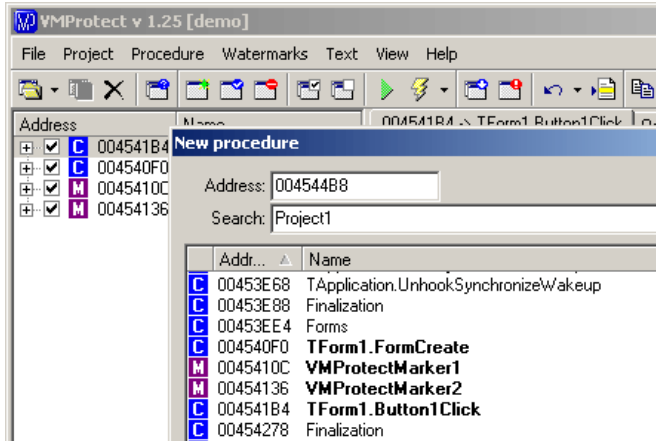 VMProtect v 1.25 [demo]
File Project Procedure Watermarks Text View Help
Address Name 004541B4 -> TForm1.Button1Click
004541B4
004540F0
0045410C
00454136
New procedure
Address: 004544B8
Search: Project1
Addr... Name
00453E68 TApplication.UnhookSynchronizeWakeup
00453E88 Finalization
00453EE4 Forms
004540F0 TForm1.FormCreate
0045410C VMProtectMarker1
00454136 VMProtectMarker2
004541B4 TForm1.Button1Click
00454278 Finalization